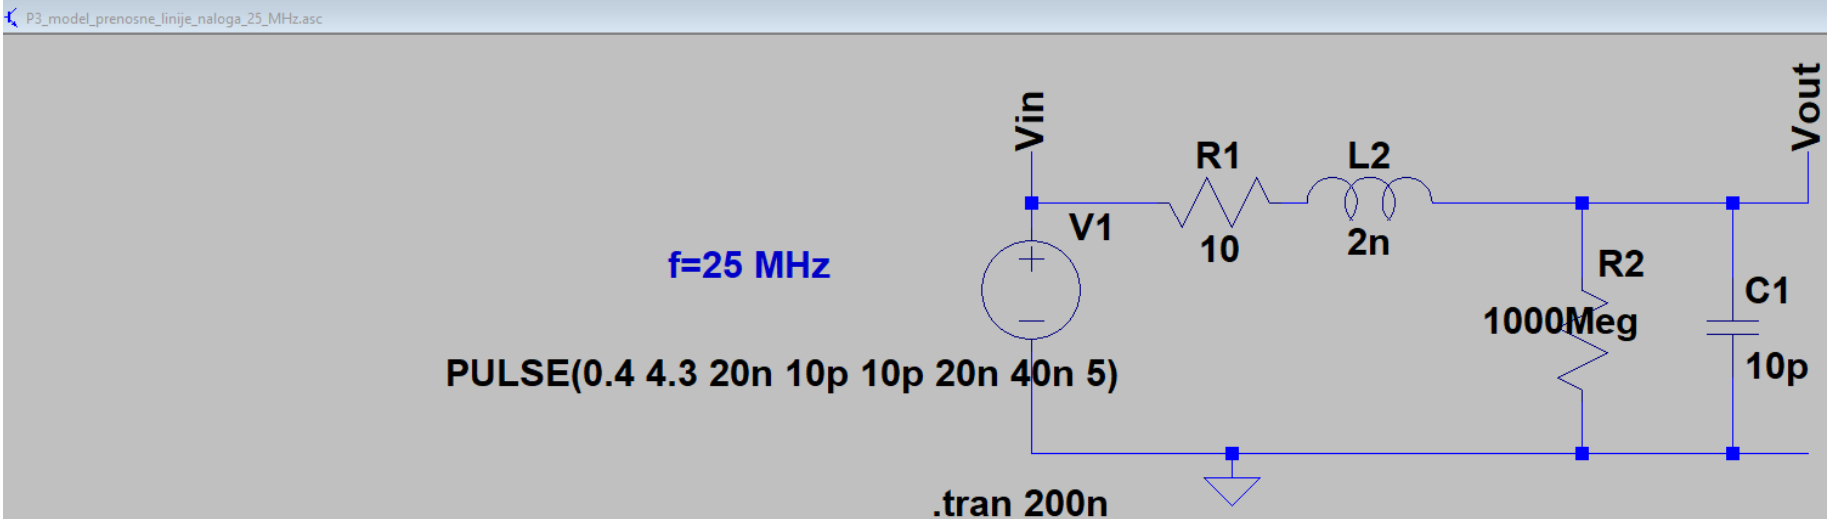 P3_model_prenosne_linije_naloga_25_MHz.asc
Vin
Vout
R1
L2
V1
10
2n
f=25 MHz
R2
C1
1000Meg
10p
PULSE(0.4 4.3 20n 10p 10p 20n 40n 5)
.tran 200n